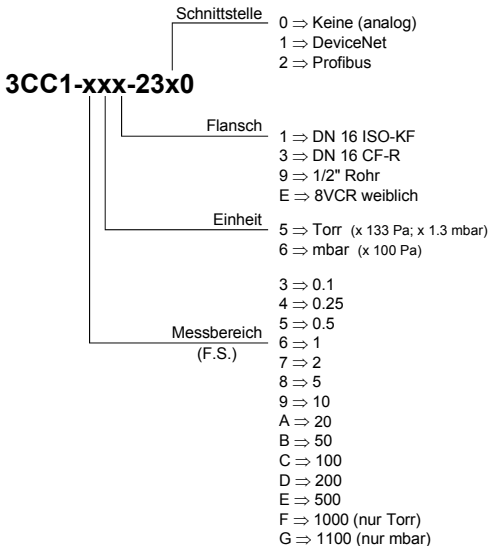 Schnittstelle
0 ⇒ Keine (analog)
1 ⇒ DeviceNet
2 ⇒ Profibus
3CC1-xxx-23x0
Flansch
1 ⇒ DN 16 ISO-KF
3 ⇒ DN 16 CF-R
9 ⇒ 1/2" Rohr
E ⇒ 8VCR weiblich
Einheit
5 ⇒ Torr (x 133 Pa; x 1.3 mbar)
6 ⇒ mbar (x 100 Pa)
Messbereich
(F.S.)
3 ⇒ 0.1
4 ⇒ 0.25
5 ⇒ 0.5
6 ⇒ 1
7 ⇒ 2
8 ⇒ 5
9 ⇒ 10
A ⇒ 20
B ⇒ 50
C ⇒ 100
D ⇒ 200
E ⇒ 500
F ⇒ 1000 (nur Torr)
G ⇒ 1100 (nur mbar)